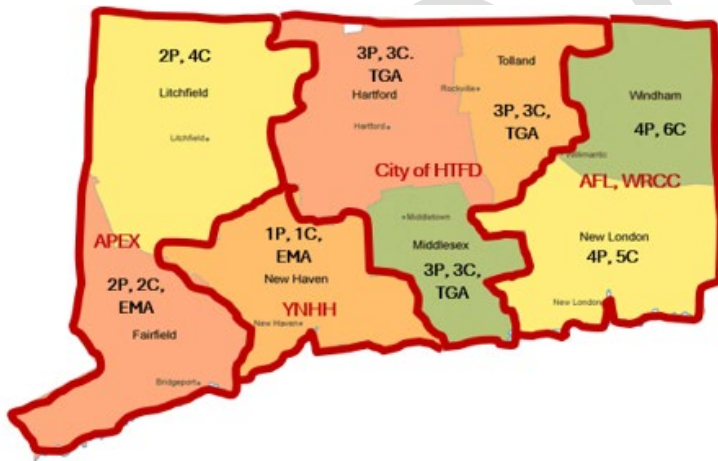 2P, 4C
Litchfield
Litchfield
3P, 3C.
TGA
Hartford
Hartford
Tolland
Rockville
3P, 3C,
TGA
Windham
4P, 6C
Willimantic
City of HTFD
AFL, WRCC
APEX
2P, 2C,
EMA
Fairfield
Bridgeport
1P, 1C,
EMA
New Haven
New Haven
YNHH
Middletown
Middlesex
3P, 3C,
TGA
New London
4P, 5C
New London